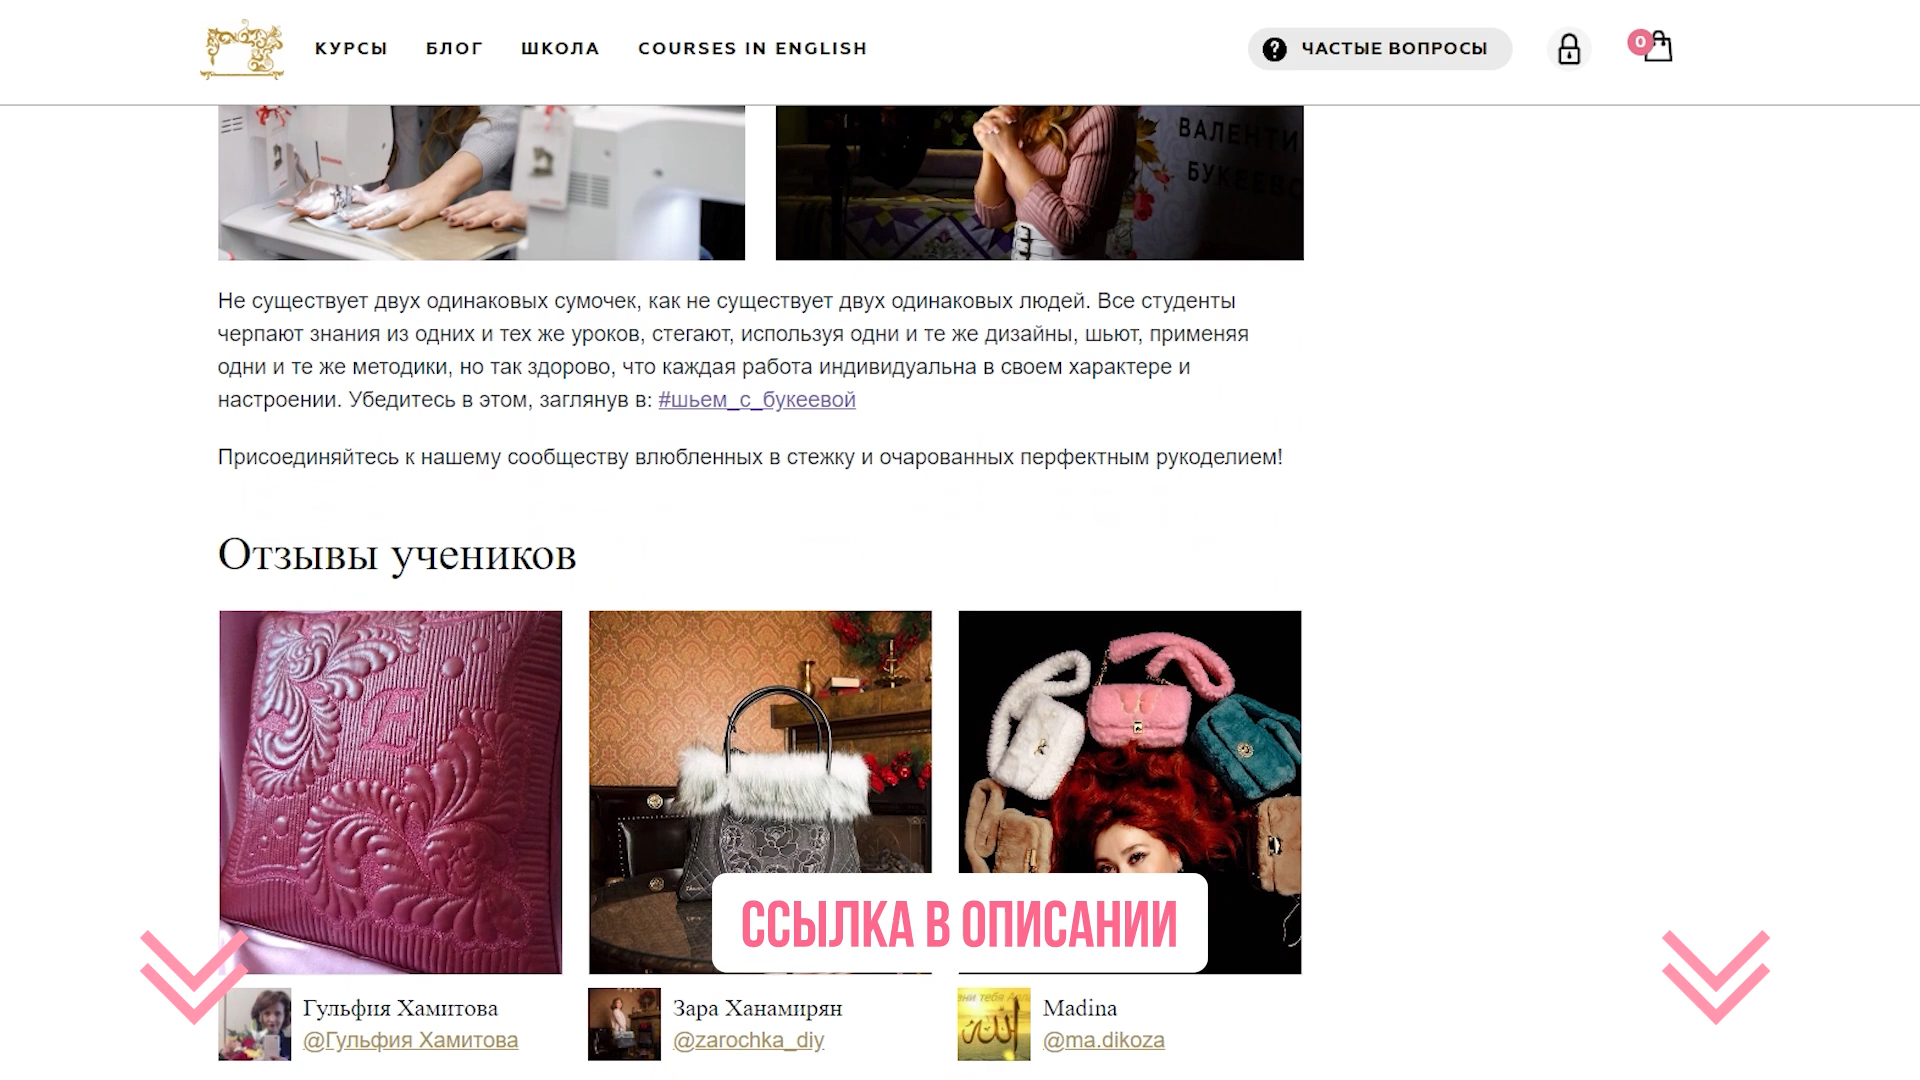 КУРСЫ
БЛОГ
ШКОЛА
COURSES IN ENGLISH
ЧАСТЫЕ ВОПРОСЫ
0
ВАЛЕНТИ
БУКЕЕВО
Не существует двух одинаковых сумочек, как не существует двух одинаковых людей. Все студенты
черпают знания из одних и тех же уроков, стегают, используя одни и те же дизайны, шьют, применяя
одни и те же методики, но так здорово, что каждая работа индивидуальна в своем характере и
настроении. Убедитесь в этом, заглянув в: #шьем_с_букеевой
Присоединяйтесь к нашему сообществу влюбленных в стежку и очарованных перфектным рукоделием!
Отзывы учеников
ССЫЛКА В ОПИСАНИИ
Гульфия Хамитова
@Гульфия Хамитова
Зара Ханамирян
@zarochka_diy
الله
Madina
@ma.dikoza